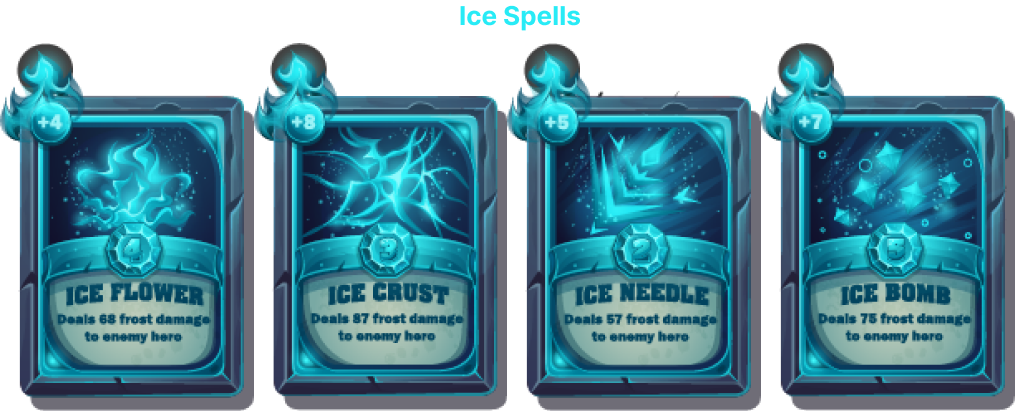 Ice Spells
+4
4
ICE FLOWER
Deals 68 frost damage
to enemy hero
+8
3
ICE CRUST
Deals 87 frost damage
to enemy hero
+5
2
ICE NEEDLE
Deals 57 frost damage
to enemy hero
+7
5
ICE BOMB
Deals 75 frost damage
to enemy hero